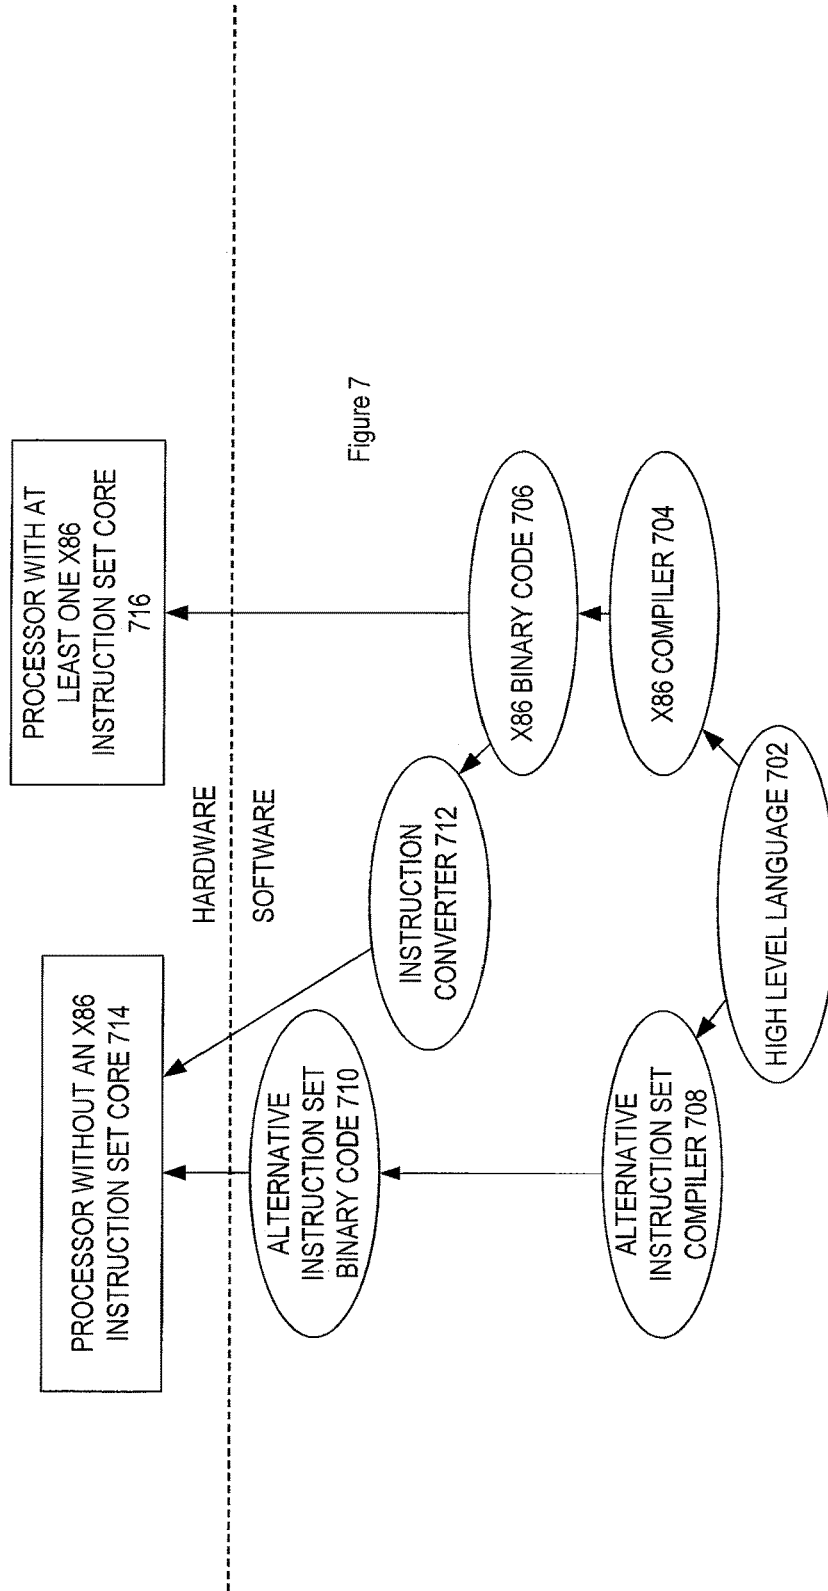 PROCESSOR WITHOUT AN X86
INSTRUCTION SET CORE 714
PROCESSOR WITH AT
LEAST ONE X86
INSTRUCTION SET CORE
716
HARDWARE
SOFTWARE
ALTERNATIVE
INSTRUCTION SET
BINARY CODE 710
INSTRUCTION
CONVERTER 712
Figure 7
X86 BINARY CODE 706
ALTERNATIVE
INSTRUCTION SET
COMPILER 708
X86 COMPILER 704
HIGH LEVEL LANGUAGE 702